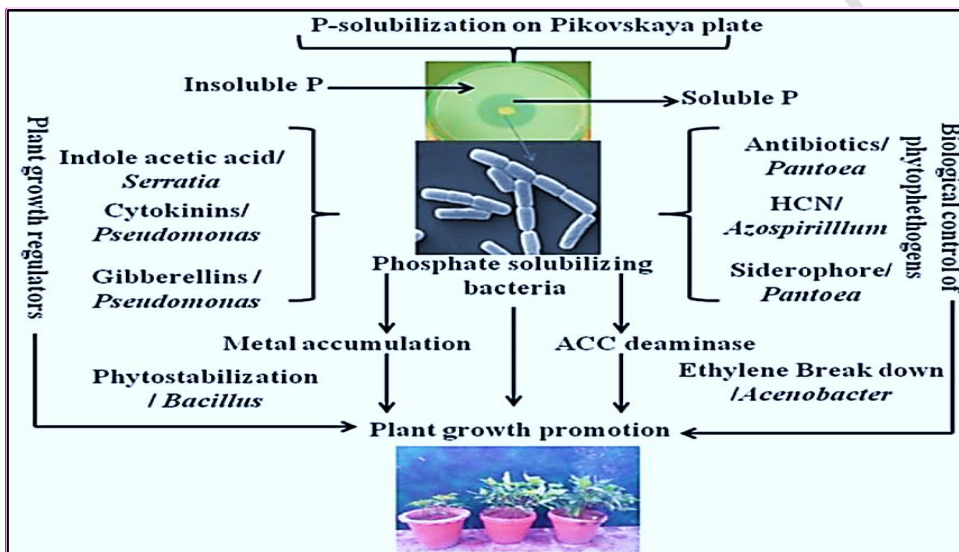 P-solubilization on Pikovskaya plate
Insoluble P
Soluble P
Plant growth regulators
Indole acetic acid/
Serratia
Cytokinins/
Pseudomonas
Gibberellins /
Pseudomonas
Antibiotics/
Pantoea
HCN/
Azospirilllum
Siderophore/
Pantoea
Biological control of
phytophethogens
Phosphate solubilizing
bacteria
Metal accumulation
ACC deaminase
Phytostabilization
/ Bacillus
Ethylene Break down
/Acenobacter
Plant growth promotion